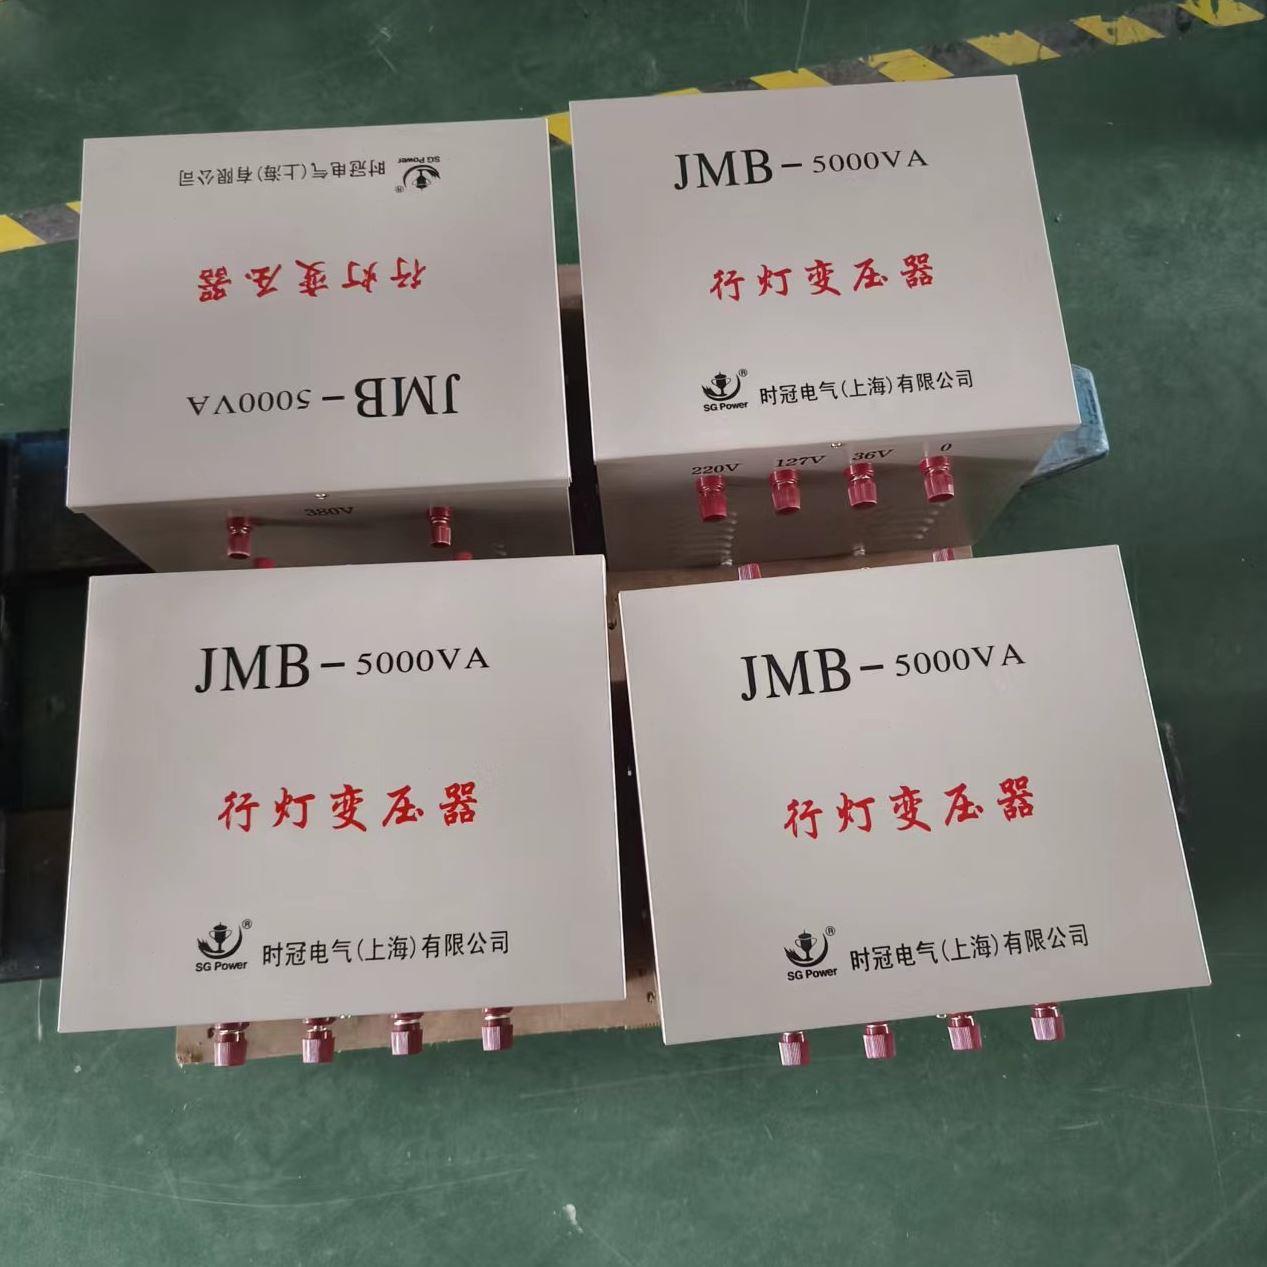 JMB-5000VA
行灯变压器
SG Power ® 时冠电气(上海)有限公司
380V
JMB-5000VA
行灯变压器
SG Power ® 时冠电气(上海)有限公司
220V 127V 36V 0
JMB-5000VA
行灯变压器
SG Power ® 时冠电气(上海)有限公司
JMB-5000VA
行灯变压器
SG Power ® 时冠电气(上海)有限公司